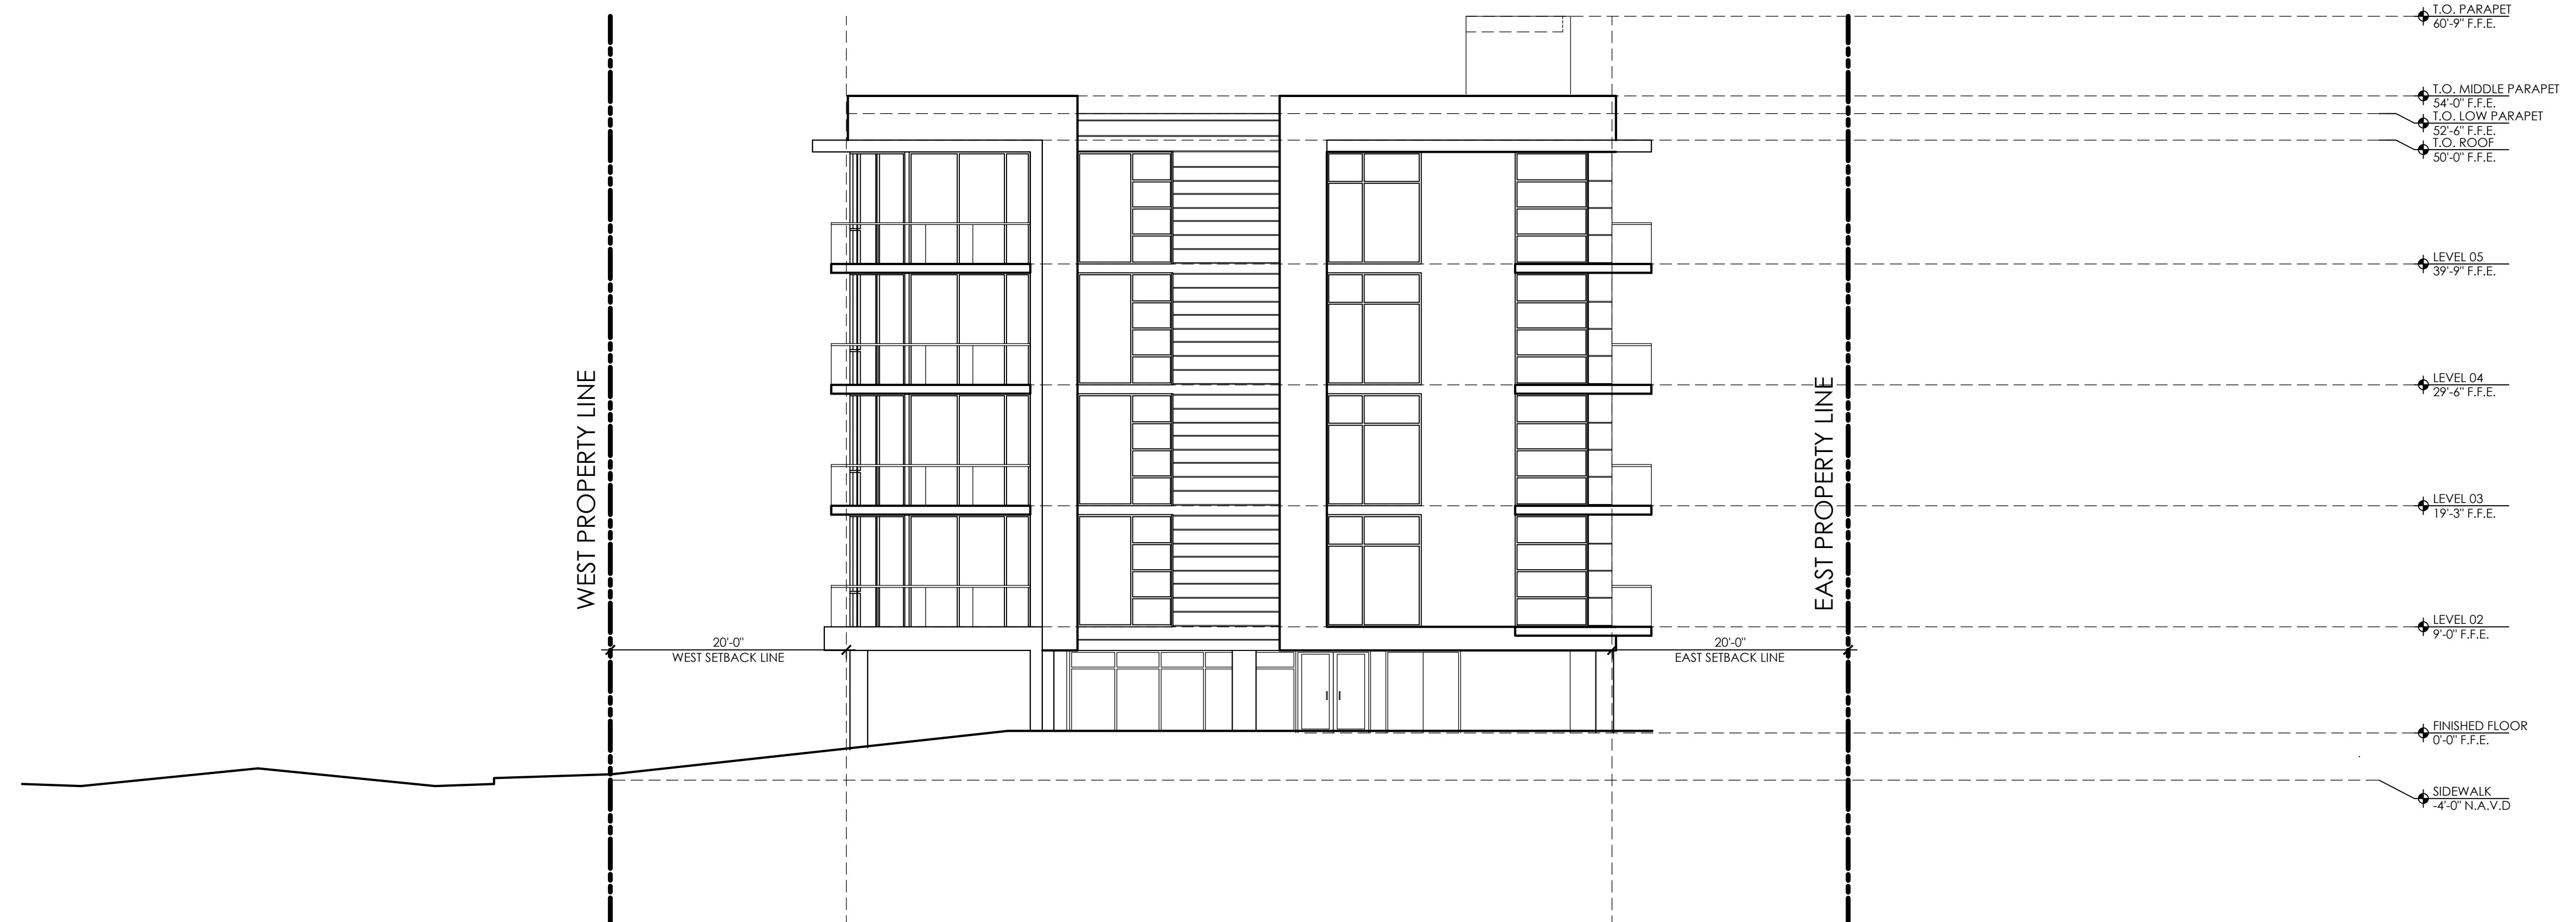 T.O. PARAPET
60'-9" F.F.E.
T.O. MIDDLE PARAPET
54'-0" F.F.E.
T.O. LOW PARAPET
52'-6" F.F.E.
T.O. ROOF
50'-0" F.F.E.
LEVEL 05
39'-9" F.F.E.
LEVEL 04
29'-6" F.F.E.
WEST PROPERTY LINE
EAST PROPERTY LINE
LEVEL 03
19'-3" F.F.E.
LEVEL 02
9'-0" F.F.E.
20'-0"
WEST SETBACK LINE
20'-0"
EAST SETBACK LINE
FINISHED FLOOR
0'-0" F.F.E.
SIDEWALK
-4'-0" N.A.V.D